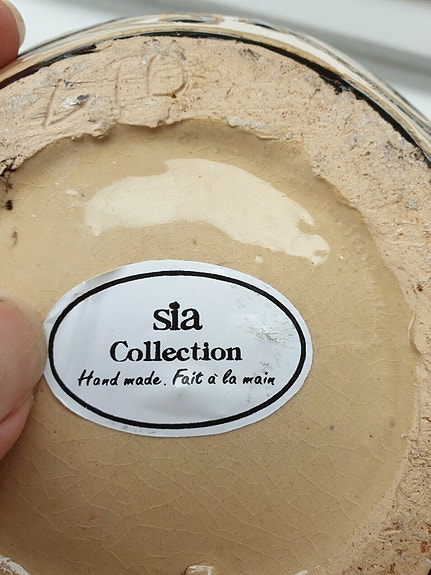 sia
Collection
Hand made. Fait à la main